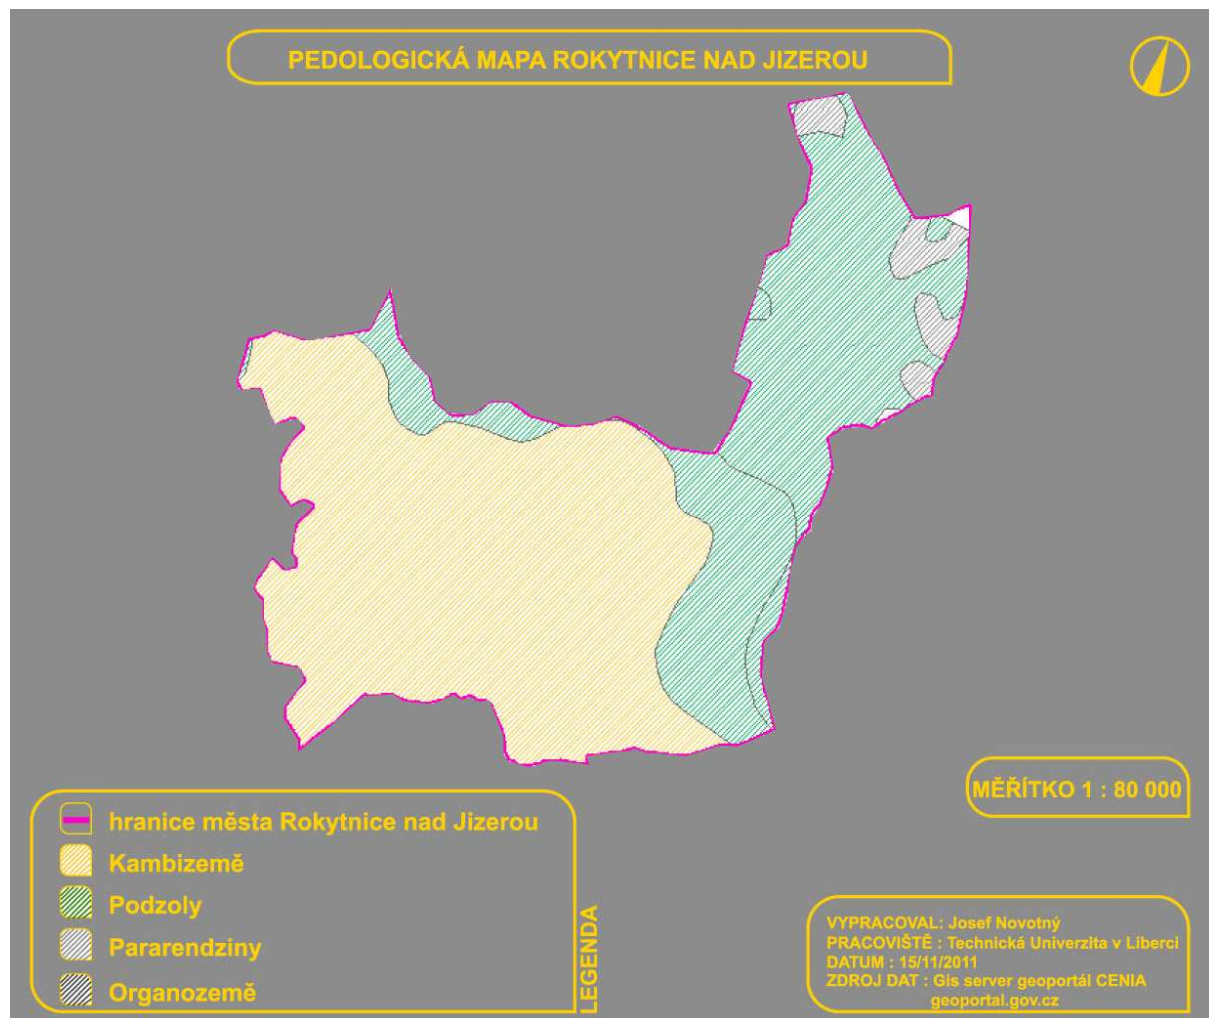 PEDOLOGICKÁ MAPA ROKYTNICE NAD JIZEROU
MĚŘÍTKO 1 : 80 000
hranice města Rokytnice nad Jizerou
Kambizemě
Podzoly
Pararendziny
Organozemě
LEGENDA
VYPRACOVAL: Josef Novotný
PRACOVIŠTĚ : Technická Univerzita v Liberci
DATUM : 15/11/2011
ZDROJ DAT : Gis server geoportál CENIA
geoportal.gov.cz